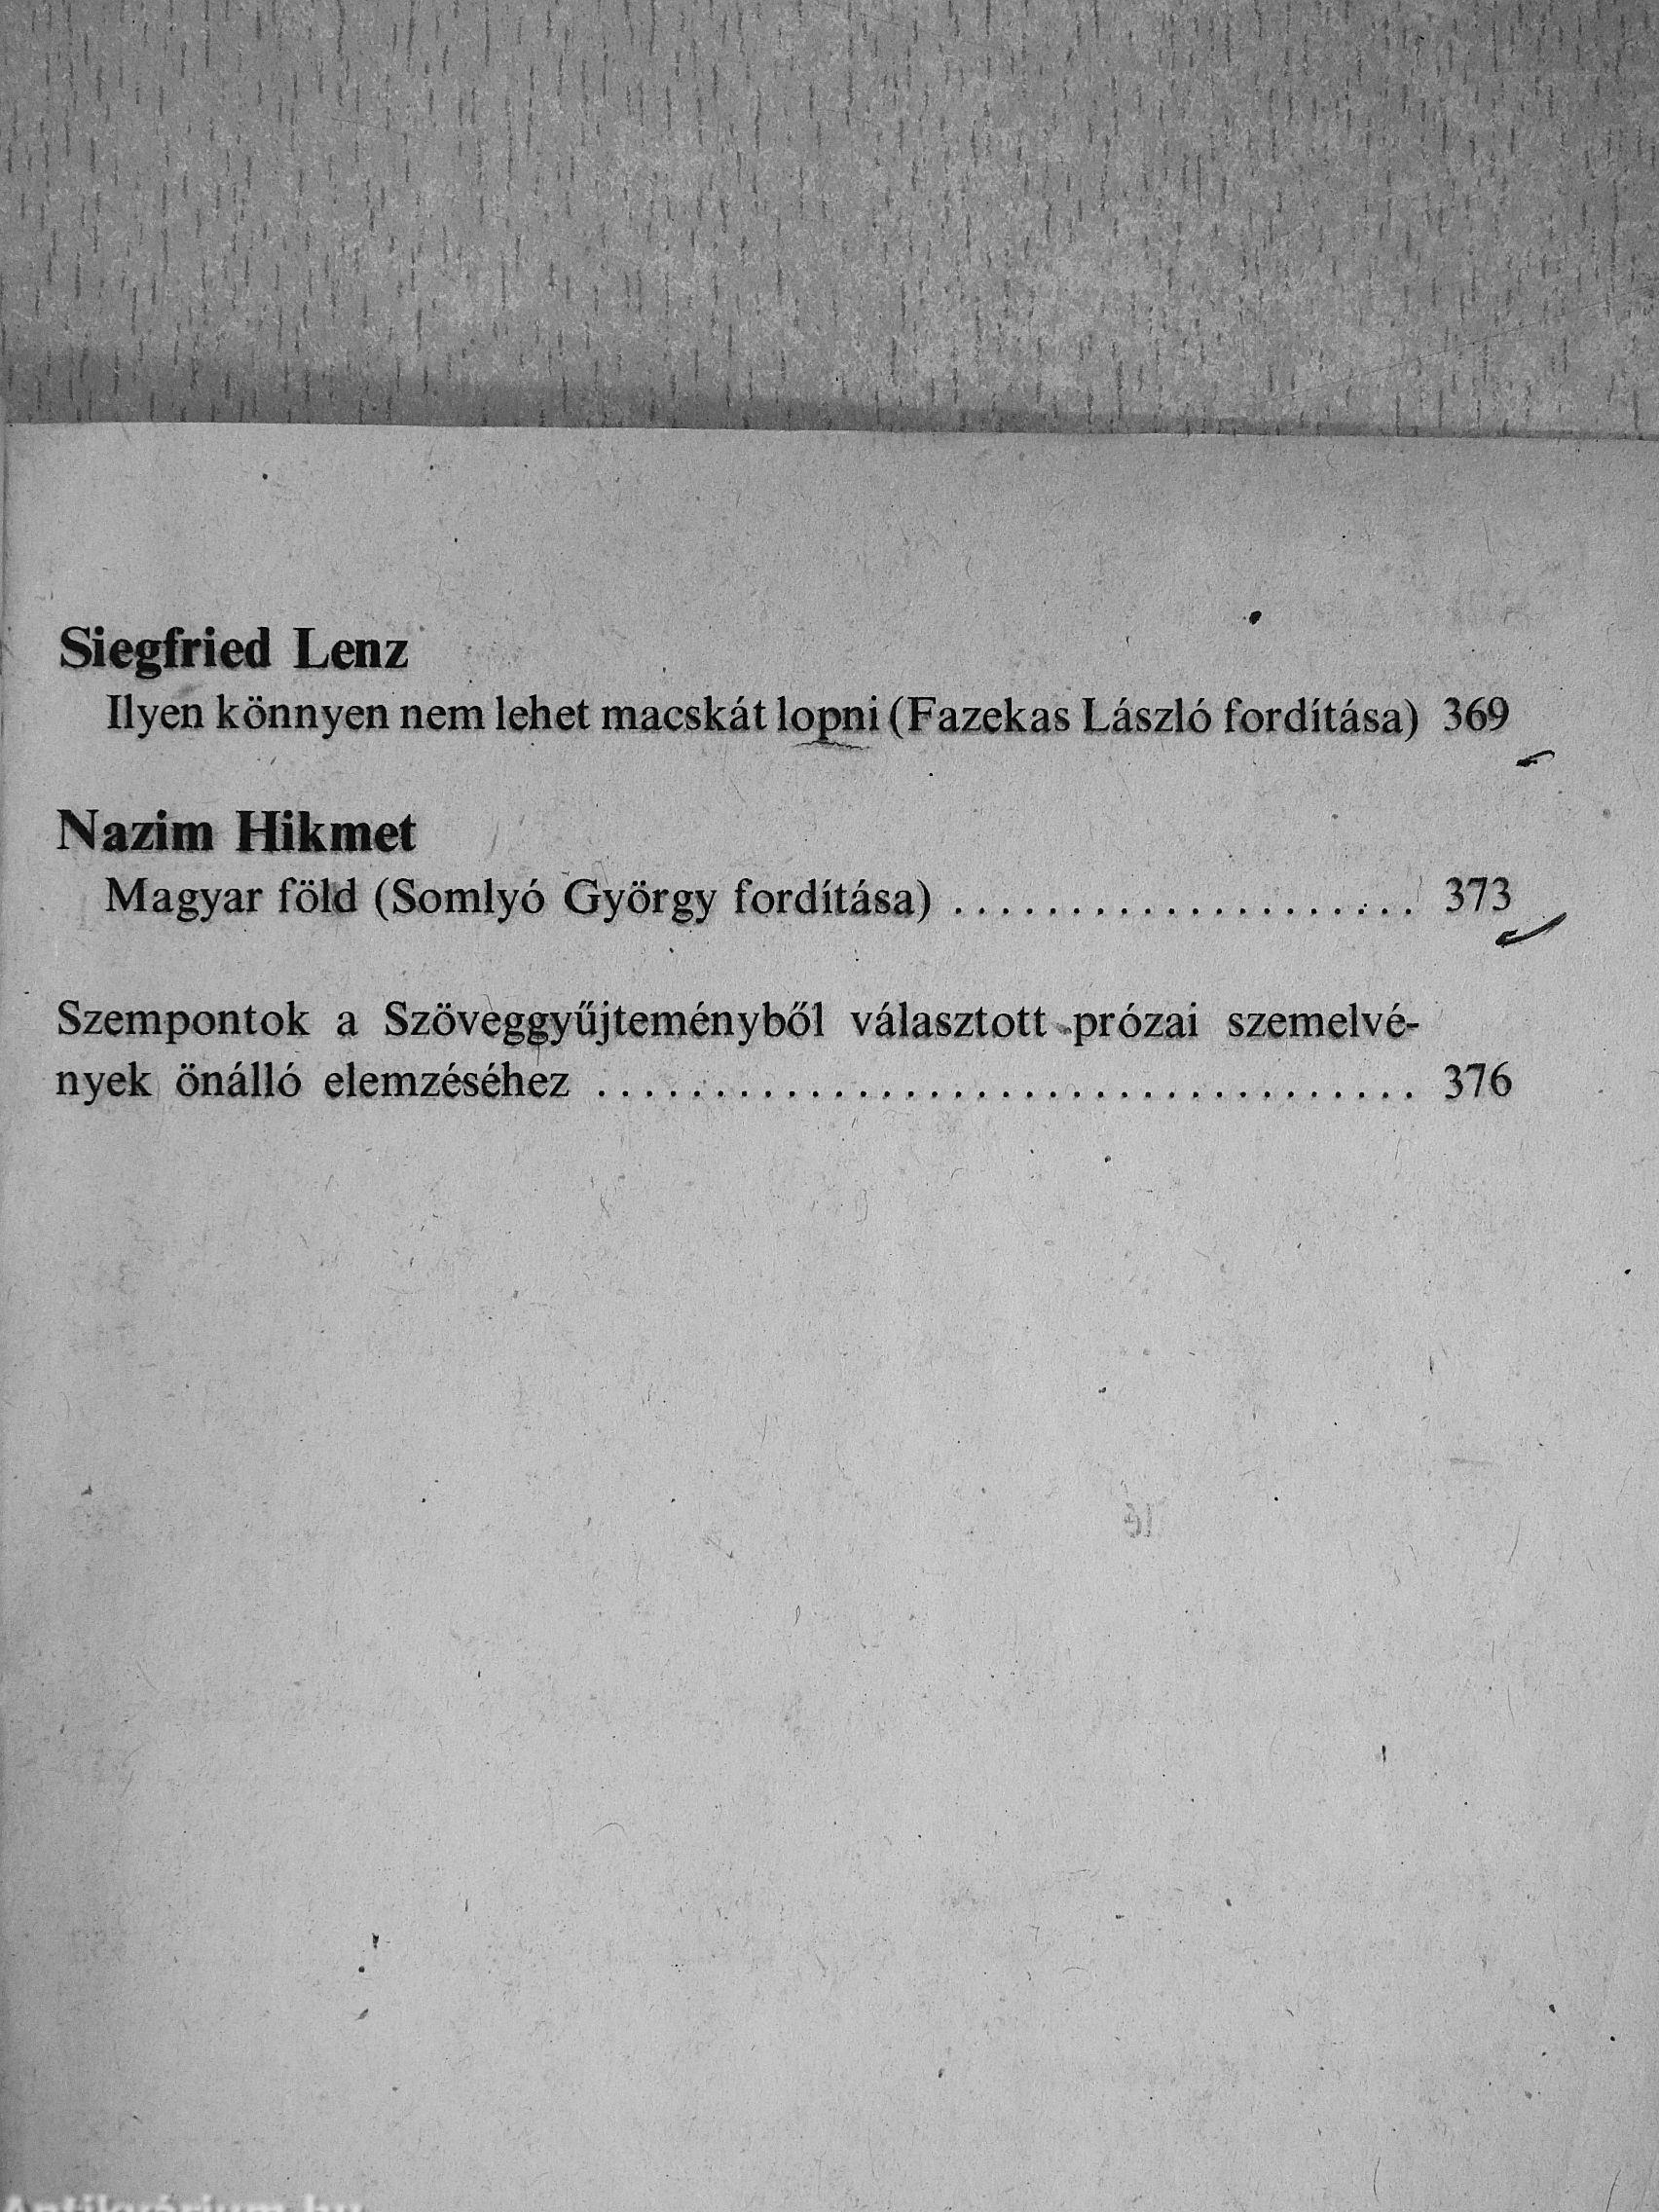 Siegfried Lenz
Ilyen könnyen nem lehet macskát lopni (Fazekas László fordítása) 369
Nazim Hikmet
Magyar föld (Somlyó György fordítása) .................... 373
Szempontok a Szöveggyűjteményből választott prózai szemelvé-
nyek önálló elemzéséhez ................................... 376